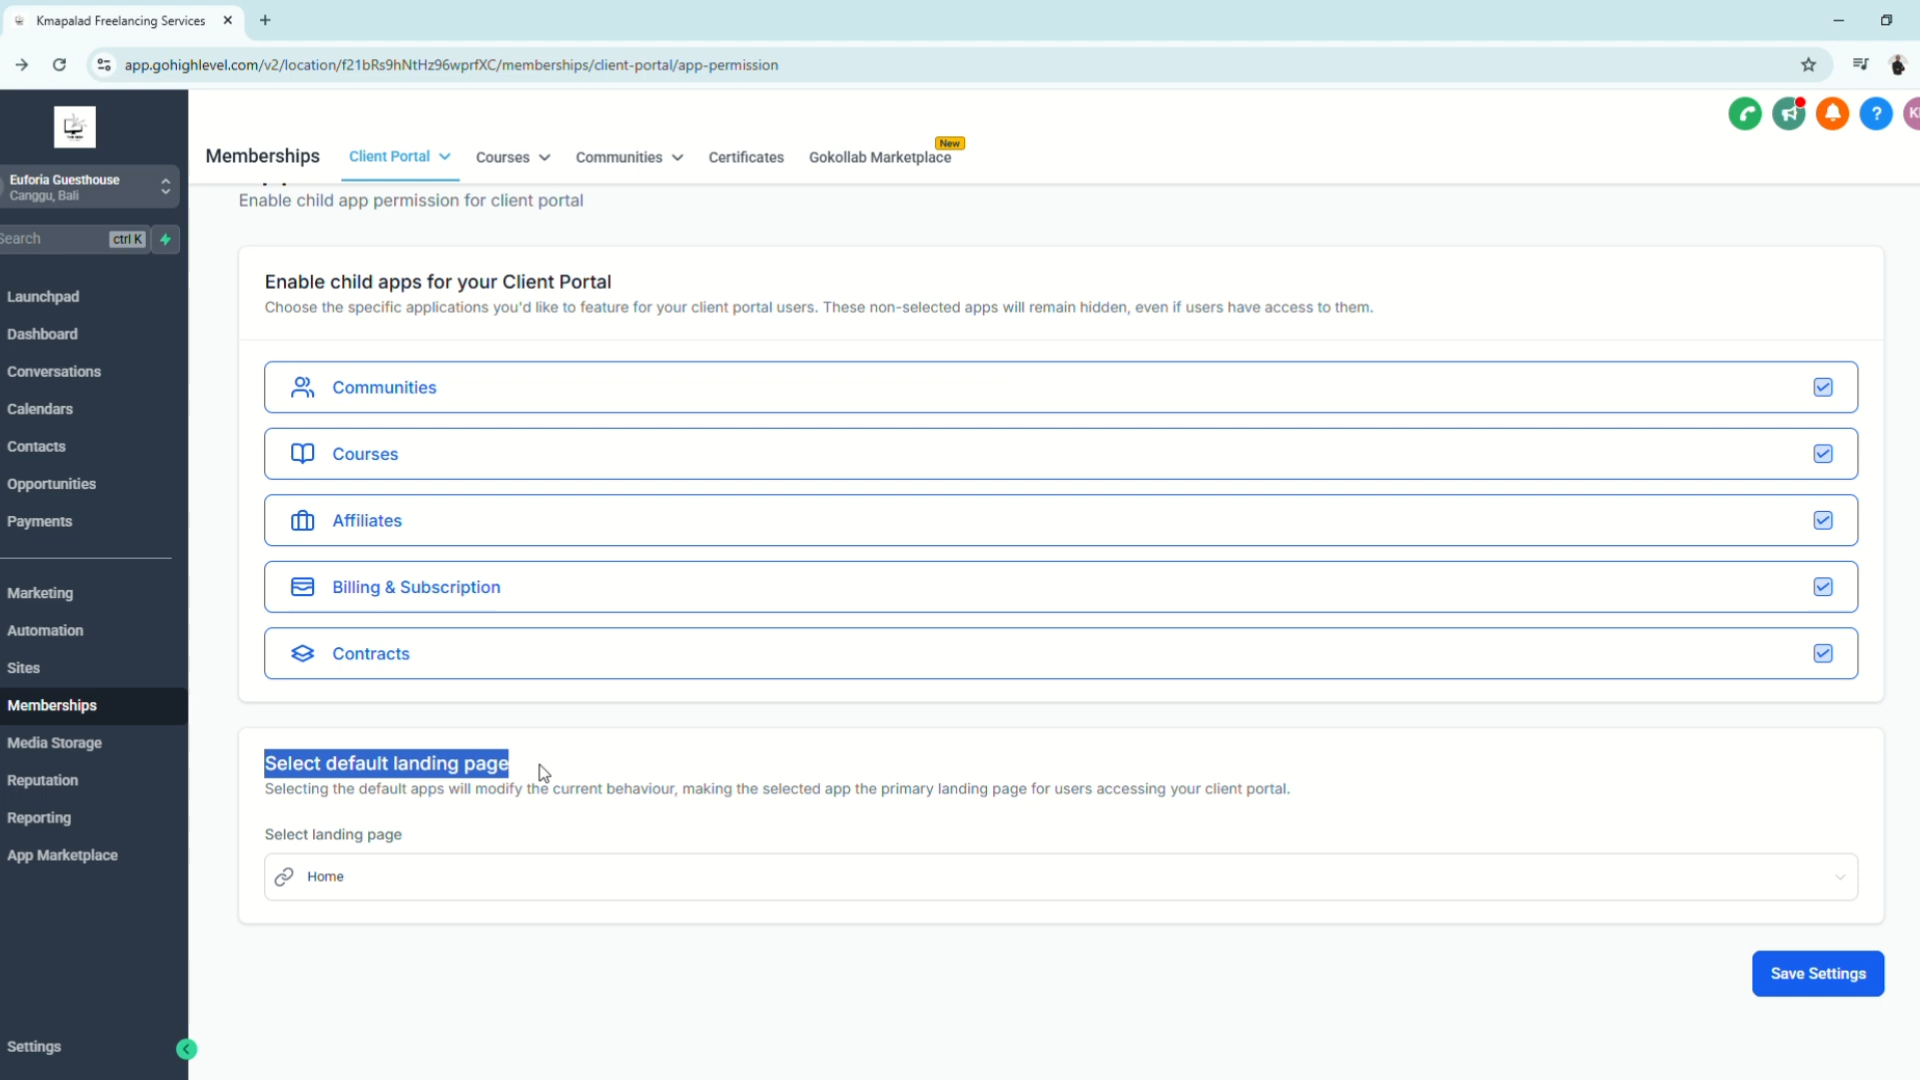 Kmapalad Freelancing Services
app.gohighlevel.com/v2/location/f21bRs9hNtHz96wprfXC/memberships/client-portal/app-permission
Euforia Guesthouse
Canggu, Bali
Search
ctrl K
Launchpad
Dashboard
Conversations
Calendars
Contacts
Opportunities
Payments
Marketing
Automation
Sites
Memberships
Media Storage
Reputation
Reporting
App Marketplace
Settings
Memberships
Client Portal
Courses
Communities
Certificates
Gokollab Marketplace
New
Enable child app permission for client portal
Enable child apps for your Client Portal
Choose the specific applications you'd like to feature for your client portal users. These non-selected apps will remain hidden, even if users have access to them.
Communities
Courses
Affiliates
Billing & Subscription
Contracts
Select default landing page
Selecting the default apps will modify the current behaviour, making the selected app the primary landing page for users accessing your client portal.
Select landing page
Home
Save Settings